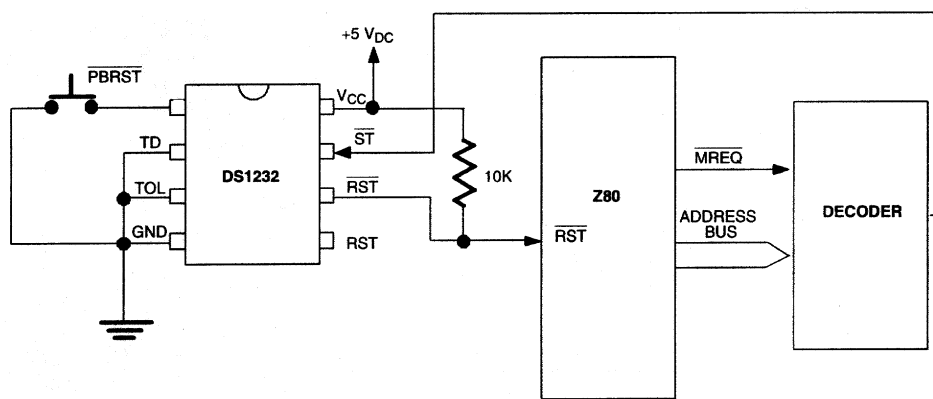 +5 VDC
PBRST
VCC
TD
ST
DS1232
TOL
RST
10K
GND
RST
RST
Z80
MREQ
ADDRESS
BUS
DECODER